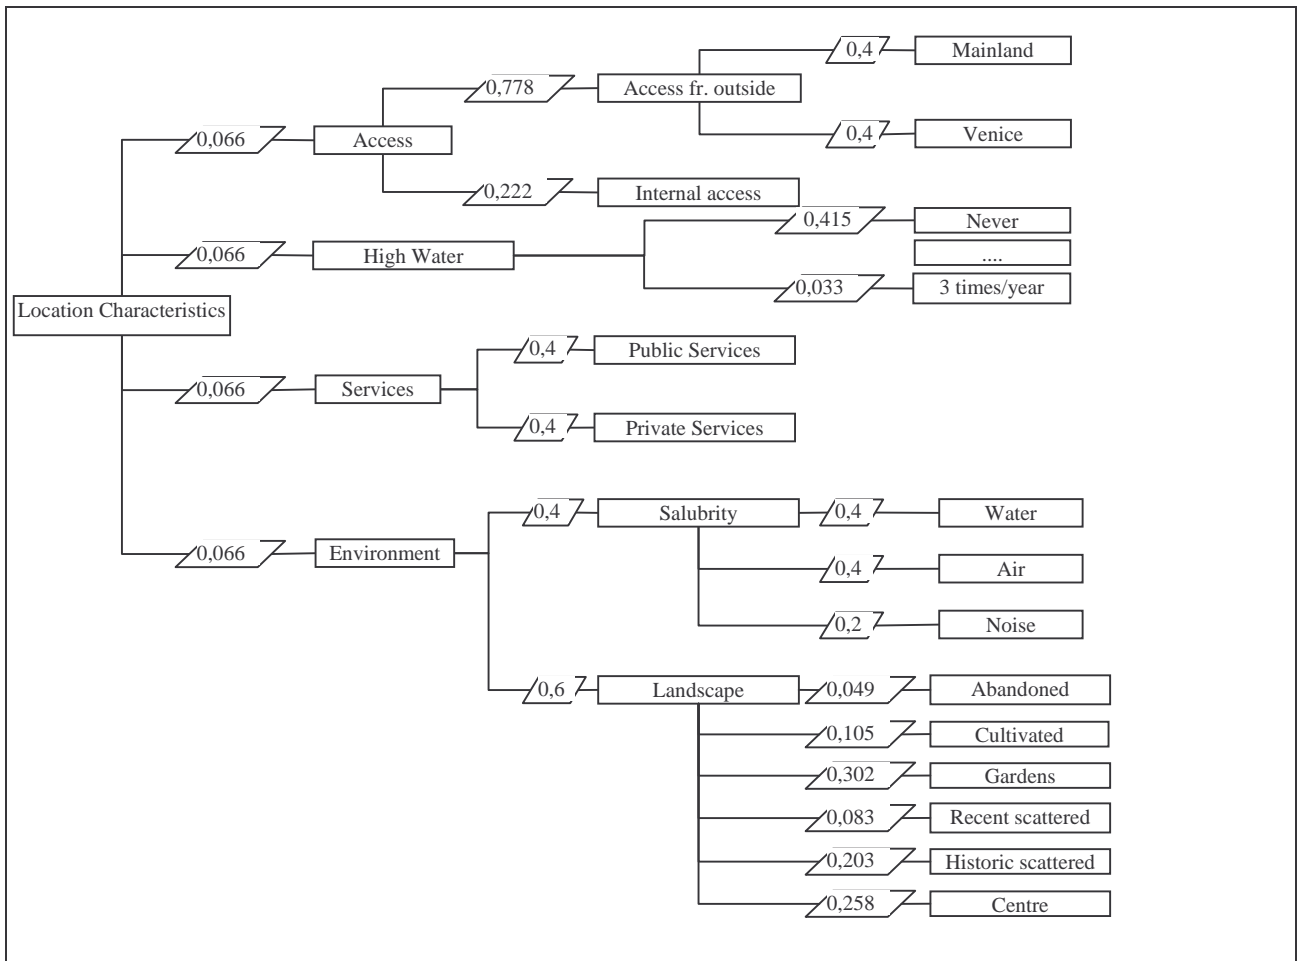 0,4 Mainland
0,778 Access fr. outside
0,066 Access
0,4 Venice
0,222 Internal access
0,415 Never
0,066 High Water
....
0,033 3 times/year
Location Characteristics
0,4 Public Services
0,066 Services
0,4 Private Services
0,4 Salubrity 0,4 Water
0,066 Environment
0,4 Air
0,2 Noise
0,6 Landscape 0,049 Abandoned
0,105 Cultivated
0,302 Gardens
0,083 Recent scattered
0,203 Historic scattered
0,258 Centre